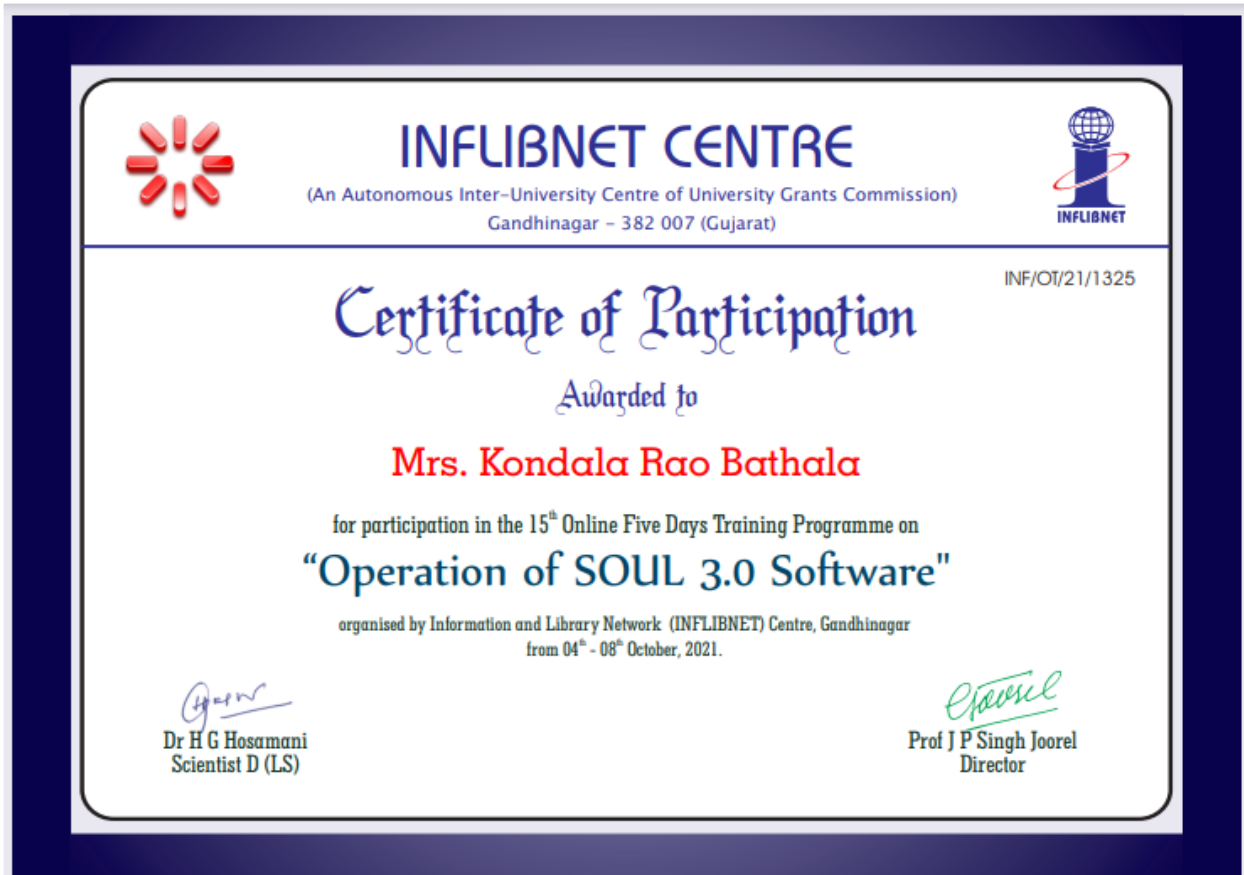 INFLIBNET CENTRE
(An Autonomous Inter-University Centre of University Grants Commission)
Gandhinagar - 382 007 (Gujarat)
INFLIBNET
INF/OT/21/1325
Certificate of Participation
Awarded to
Mrs. Kondala Rao Bathala
for participation in the 15th Online Five Days Training Programme on
“Operation of SOUL 3.0 Software"
organised by Information and Library Network (INFLIBNET) Centre, Gandhinagar
from 04th - 08th October, 2021.
Dr H G Hosamani
Scientist D (LS)
Prof J P Singh Joorel
Director